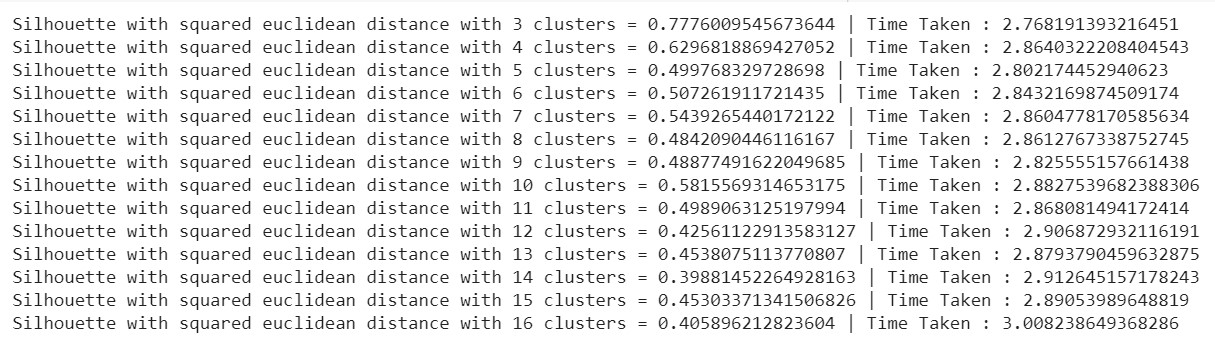 Silhouette with squared euclidean distance with 3 clusters = 0.7776009545673644 | Time Taken : 2.768191393216451
Silhouette with squared euclidean distance with 4 clusters = 0.6296818869427052 | Time Taken : 2.8640322208404543
Silhouette with squared euclidean distance with 5 clusters = 0.499768329728698 | Time Taken : 2.802174452940623
Silhouette with squared euclidean distance with 6 clusters = 0.507261911721435 | Time Taken : 2.8432169874509174
Silhouette with squared euclidean distance with 7 clusters = 0.5439265440172122 | Time Taken : 2.8604778170585634
Silhouette with squared euclidean distance with 8 clusters = 0.4842090446116167 | Time Taken : 2.8612767338752745
Silhouette with squared euclidean distance with 9 clusters = 0.48877491622049685 | Time Taken : 2.825555157661438
Silhouette with squared euclidean distance with 10 clusters = 0.5815569314653175 | Time Taken : 2.8827539682388306
Silhouette with squared euclidean distance with 11 clusters = 0.4989063125197994 | Time Taken : 2.868081494172414
Silhouette with squared euclidean distance with 12 clusters = 0.42561122913583127 | Time Taken : 2.906872932116191
Silhouette with squared euclidean distance with 13 clusters = 0.4538075113770807 | Time Taken : 2.8793790459632875
Silhouette with squared euclidean distance with 14 clusters = 0.39881452264928163 | Time Taken : 2.912645157178243
Silhouette with squared euclidean distance with 15 clusters = 0.45303371341506826 | Time Taken : 2.89053989648819
Silhouette with squared euclidean distance with 16 clusters = 0.405896212823604 | Time Taken : 3.008238649368286